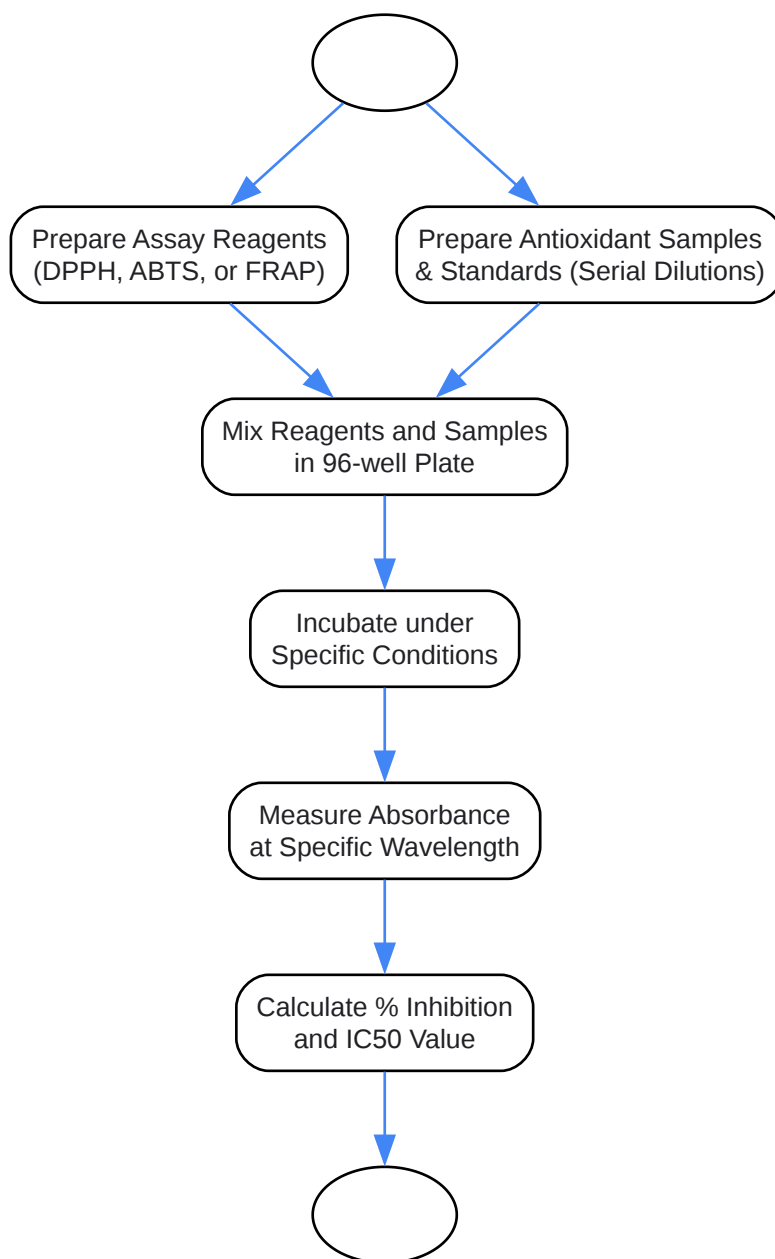 Prepare Assay Reagents
(DPPH, ABTS, or FRAP)
Prepare Antioxidant Samples
& Standards (Serial Dilutions)
Mix Reagents and Samples
in 96-well Plate
Incubate under
Specific Conditions
Measure Absorbance
at Specific Wavelength
Calculate % Inhibition
and IC50 Value